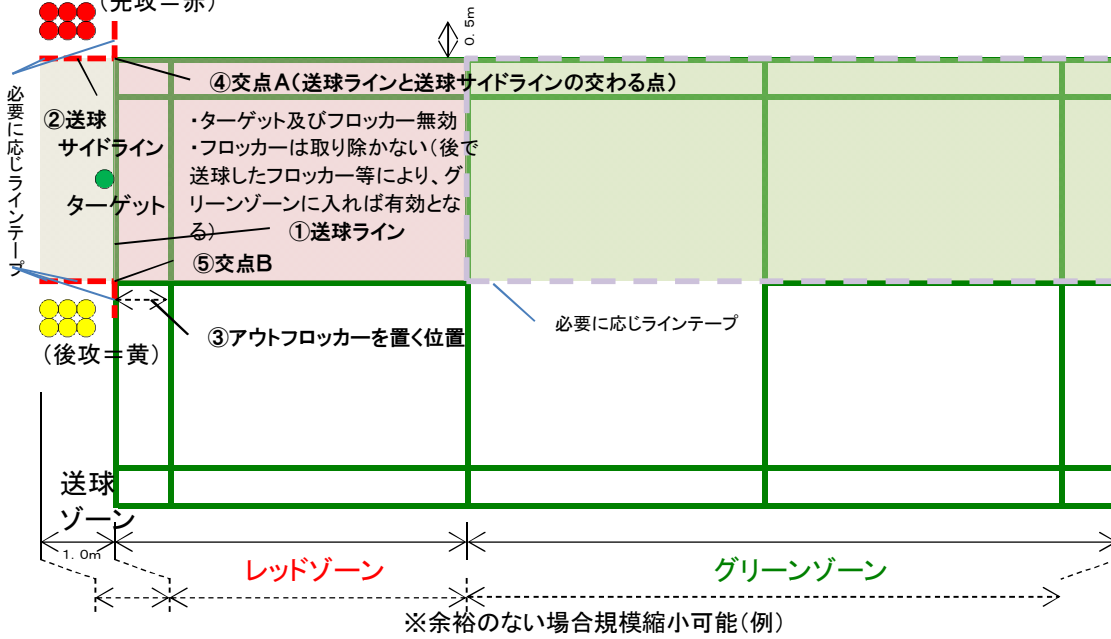 (先攻=赤)
0.5m
④交点A(送球ラインと送球サイドラインの交わる点)
必要に応じラインテープ
②送球
サイドライン
・ターゲット及びフロッカー無効
・フロッカーは取り除かない(後で
送球したフロッカー等により、グ
リーンゾーンに入れば有効とな
る)
ターゲット
①送球ライン
⑤交点B
必要に応じラインテープ
③アウトフロッカーを置く位置
(後攻=黄)
送球
ゾーン
1.0m
レッドゾーン
グリーンゾーン
※余裕のない場合規模縮小可能(例)